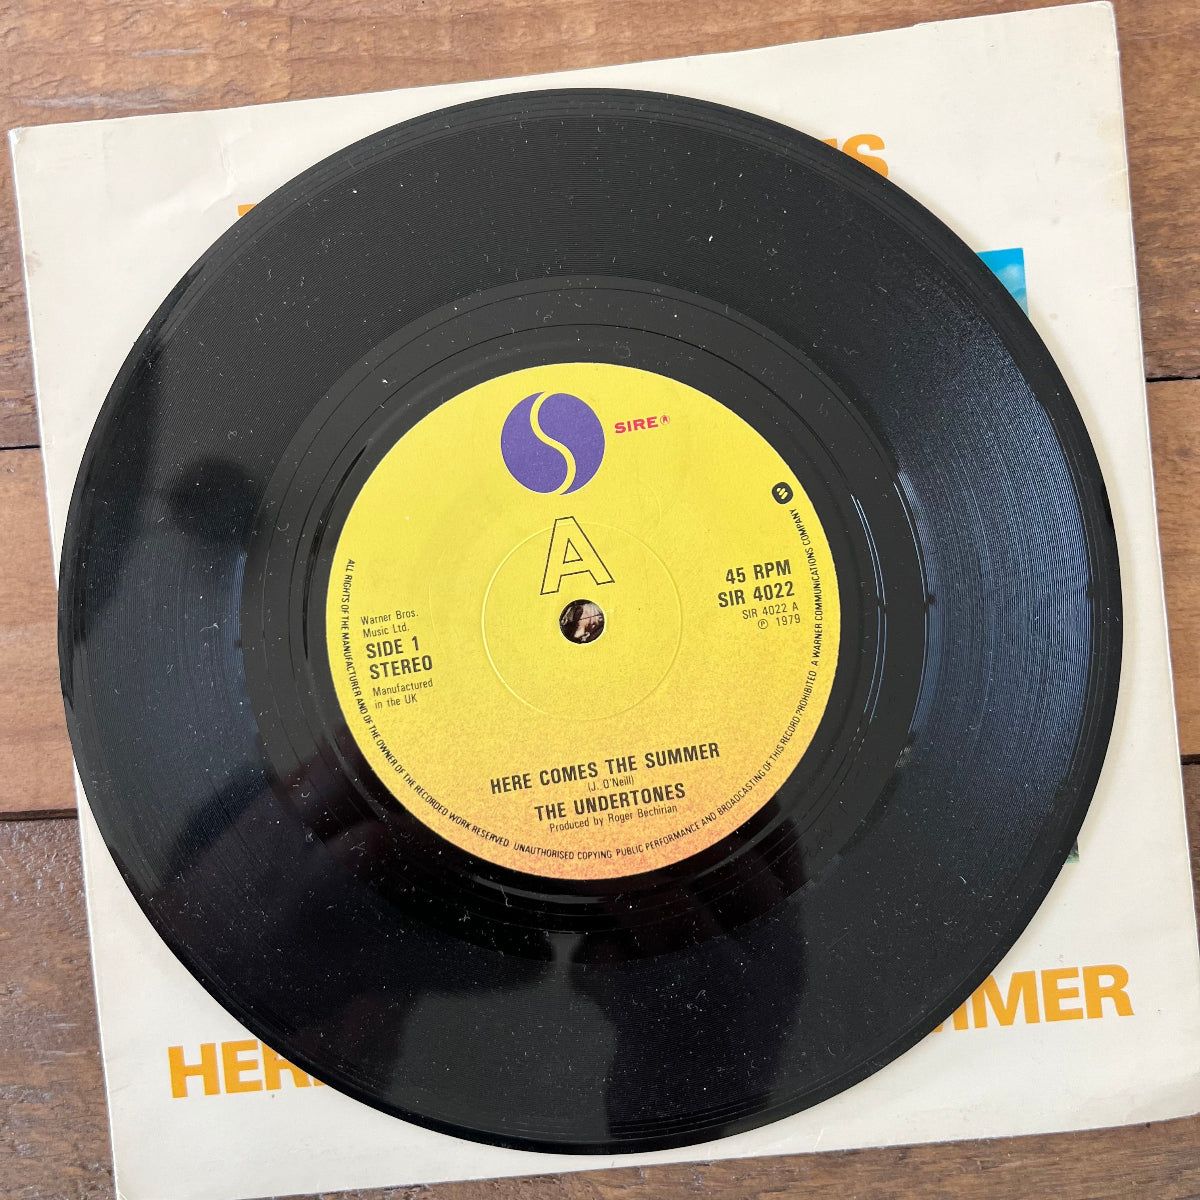 SIRE
A
45 RPM
SIR 4022
SIR 4022 A
℗ 1979
Warner Bros.
Music Ltd.
SIDE 1
STEREO
Manufactured
in the UK
HERE COMES THE SUMMER
(J. O'Neill)
THE UNDERTONES
Produced by Roger Bechirian
ALL RIGHTS OF THE MANUFACTURER AND OF THE OWNER OF THE RECORDED WORK RESERVED UNAUTHORISED COPYING PUBLIC PERFORMANCE AND BROADCASTING OF THIS RECORD PROHIBITED A WARNER COMMUNICATIONS COMPANY
HER
MMER